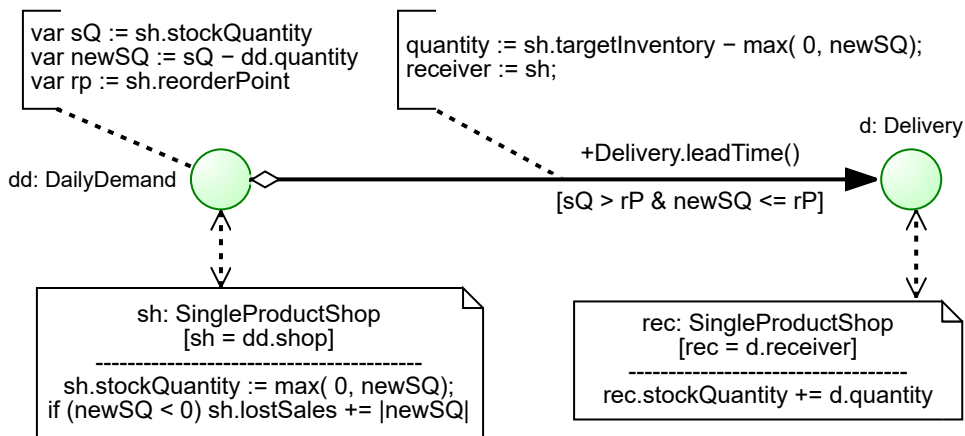 var sQ := sh.stockQuantity
var newSQ := sQ − dd.quantity
var rp := sh.reorderPoint
quantity := sh.targetInventory − max( 0, newSQ);
receiver := sh;
d: Delivery
+Delivery.leadTime()
dd: DailyDemand
[sQ > rP & newSQ <= rP]
sh: SingleProductShop
[sh = dd.shop]
-----------------------------------------
sh.stockQuantity := max( 0, newSQ);
if (newSQ < 0) sh.lostSales += |newSQ|
rec: SingleProductShop
[rec = d.receiver]
-----------------------------------
rec.stockQuantity += d.quantity